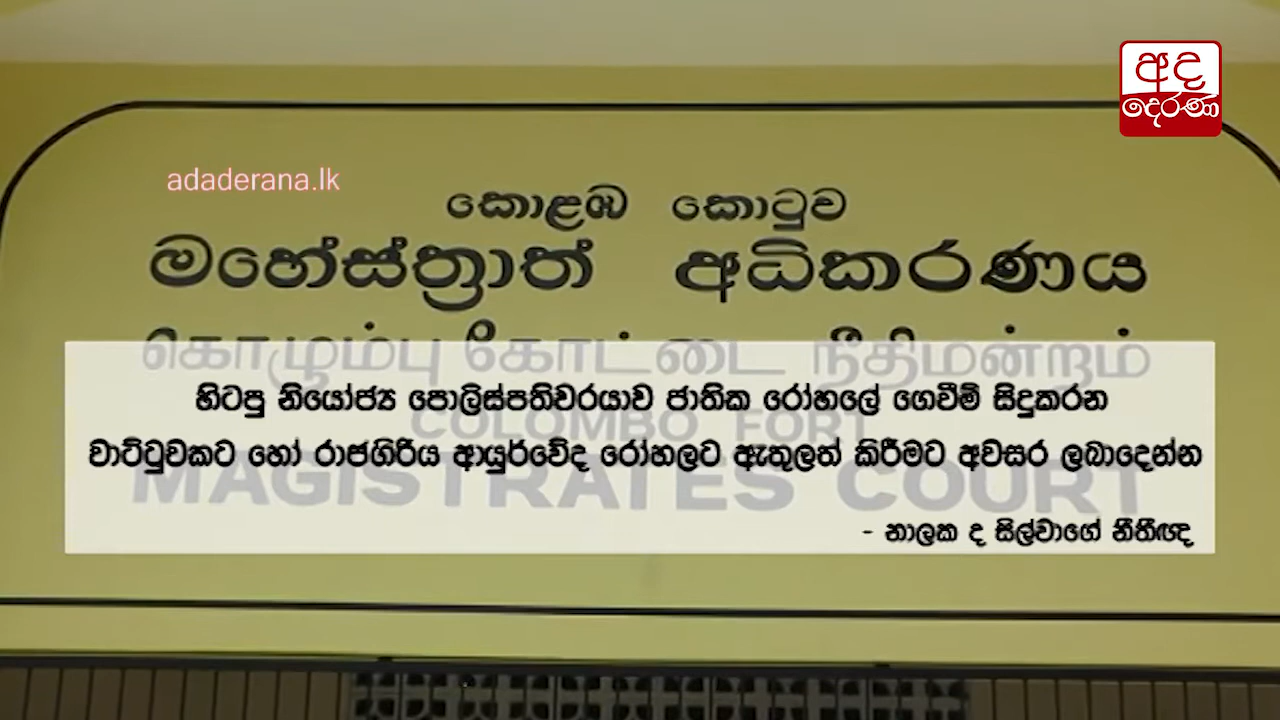 අද
දෙරණ
adaderana.lk
කොළඹ කොටුව
මහේස්ත්‍රාත් අධිකරණය
கொழும்பு கோட்டை நீதிமன்றம்
හිටපු නියෝජ්‍ය පොලිස්පතිවරයාව ජාතික රෝහලේ ගෙවීම් සිදුකරන
COLOMBO FORT
වාට්ටුවකට හෝ රාජගිරිය ආයුර්වේද රෝහලට ඇතුලත් කිරීමට අවසර ලබාදෙන්න
MAGISTRATES COURT
- නාලක ද සිල්වාගේ නීතීඥ